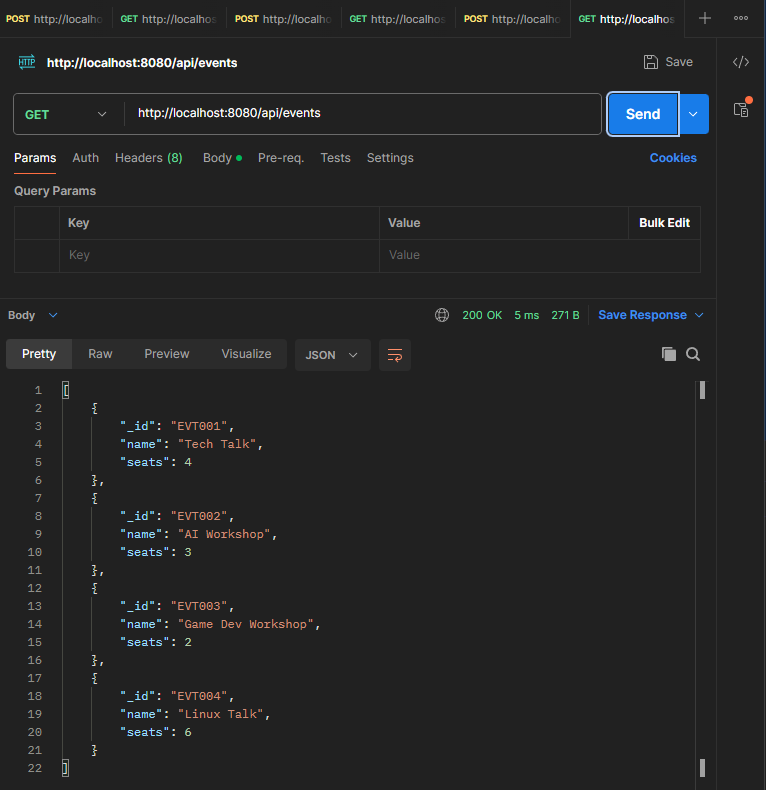 POST http://localho GET http://localhos POST http://localho GET http://localhos POST http://localho GET http://localhos
HTTP http://localhost:8080/api/events Save
GET http://localhost:8080/api/events Send
Params Auth Headers (8) Body Pre-req. Tests Settings Cookies
Query Params
Key Value Bulk Edit
Key Value
Body 200 OK 5 ms 271 B Save Response
Pretty Raw Preview Visualize JSON
1 [
2 {
3 "_id": "EVT001",
4 "name": "Tech Talk",
5 "seats": 4
6 },
7 {
8 "_id": "EVT002",
9 "name": "AI Workshop",
10 "seats": 3
11 },
12 {
13 "_id": "EVT003",
14 "name": "Game Dev Workshop",
15 "seats": 2
16 },
17 {
18 "_id": "EVT004",
19 "name": "Linux Talk",
20 "seats": 6
21 }
22 ]